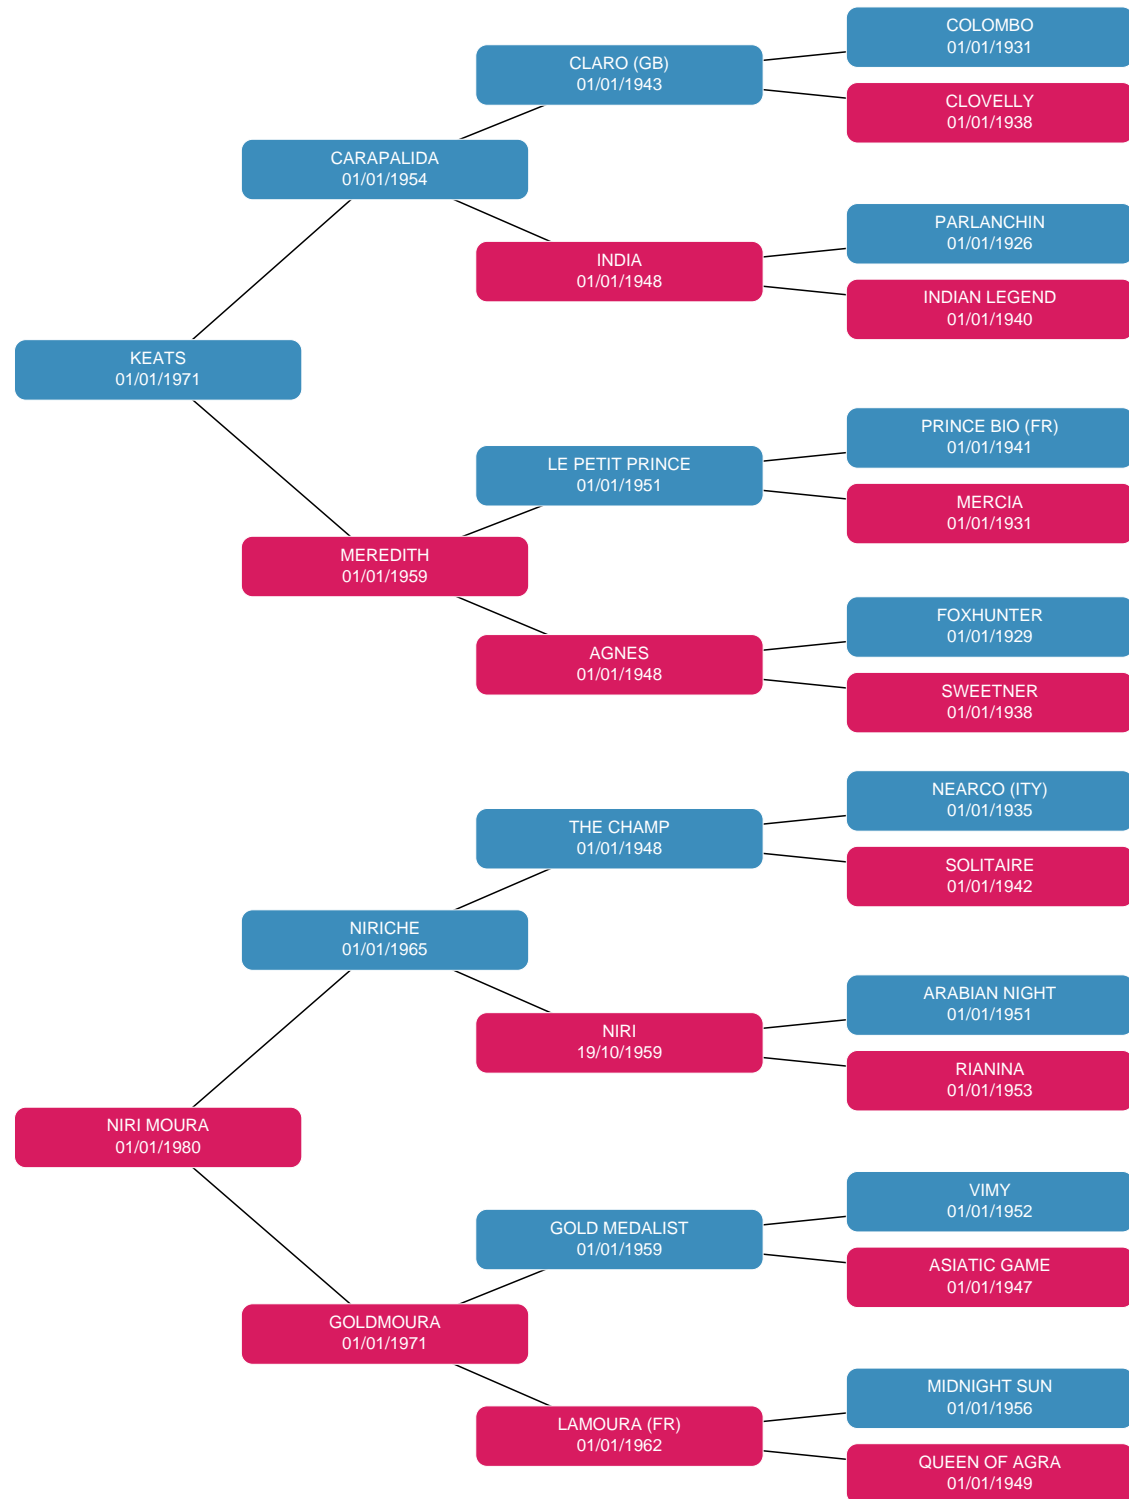 COLOMBO
01/01/1931
CLARO (GB)
01/01/1943
CLOVELLY
01/01/1938
CARAPALIDA
01/01/1954
PARLANCHIN
01/01/1926
INDIA
01/01/1948
INDIAN LEGEND
01/01/1940
KEATS
01/01/1971
PRINCE BIO (FR)
01/01/1941
LE PETIT PRINCE
01/01/1951
MERCIA
01/01/1931
MEREDITH
01/01/1959
FOXHUNTER
01/01/1929
AGNES
01/01/1948
SWEETNER
01/01/1938
NEARCO (ITY)
01/01/1935
THE CHAMP
01/01/1948
SOLITAIRE
01/01/1942
NIRICHE
01/01/1965
ARABIAN NIGHT
01/01/1951
NIRI
19/10/1959
RIANINA
01/01/1953
NIRI MOURA
01/01/1980
VIMY
01/01/1952
GOLD MEDALIST
01/01/1959
ASIATIC GAME
01/01/1947
GOLDMOURA
01/01/1971
MIDNIGHT SUN
01/01/1956
LAMOURA (FR)
01/01/1962
QUEEN OF AGRA
01/01/1949